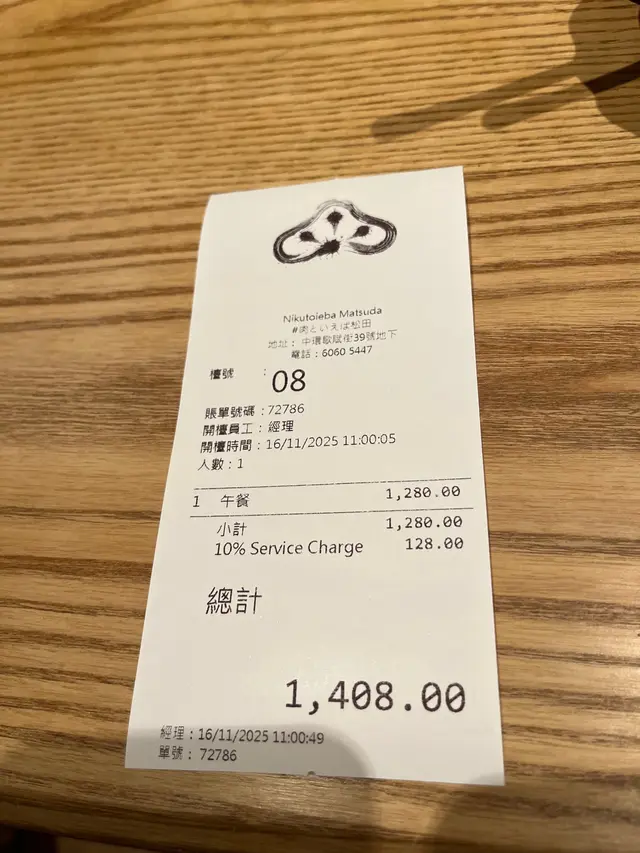 Nikutoieba Matsuda
#肉といえば松田
地址： 中環歌賦街39號地下
電話：6060 5447
檯號 ：08
賬單號碼：72786
開檯員工：經理
開檯時間：16/11/2025 11:00:05
人數：1
1 午餐 1,280.00
小計 1,280.00
10% Service Charge 128.00
總計
1,408.00
經理：16/11/2025 11:00:49
單號： 72786